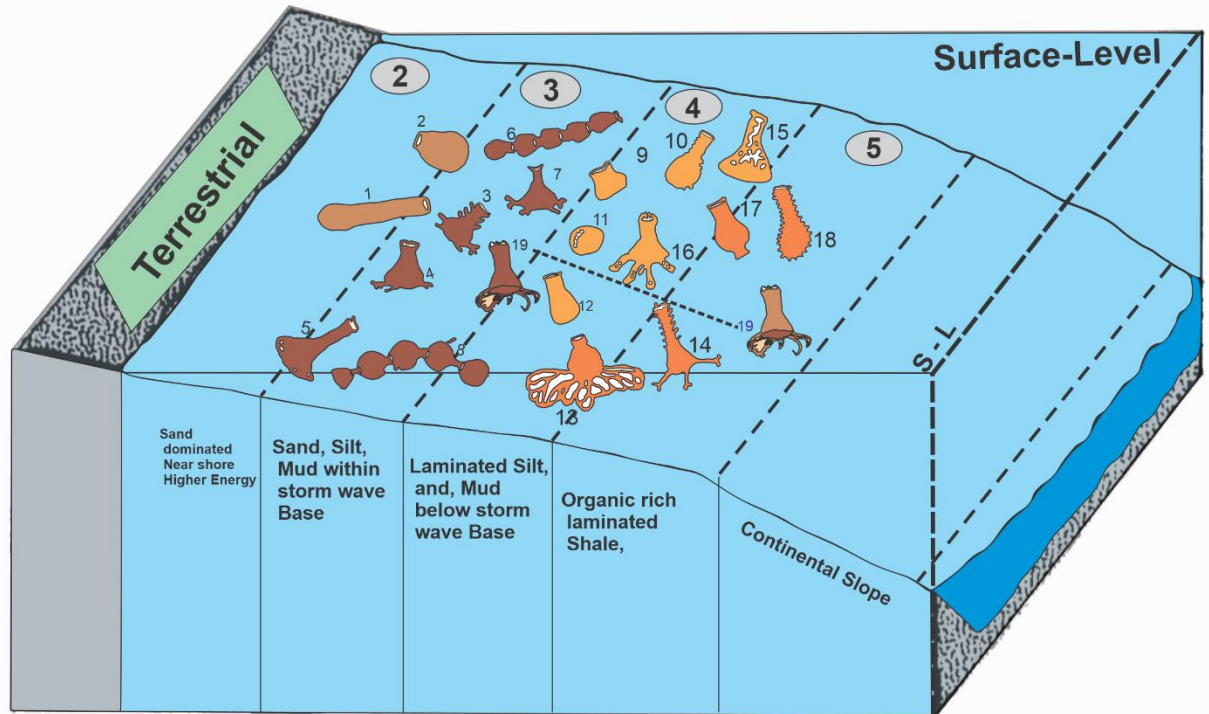 Surface-Level
Terrestrial
2
3
4
5
2
6
10
15
9
7
1
3
17
18
11
16
4
19
12
19
5
8
14
13
S - L
Sand
dominated
Near shore
Higher Energy
Sand, Silt,
Mud within
storm wave
Base
Laminated Silt,
and, Mud
below storm
wave Base
Organic rich
laminated
Shale,
Continental Slope